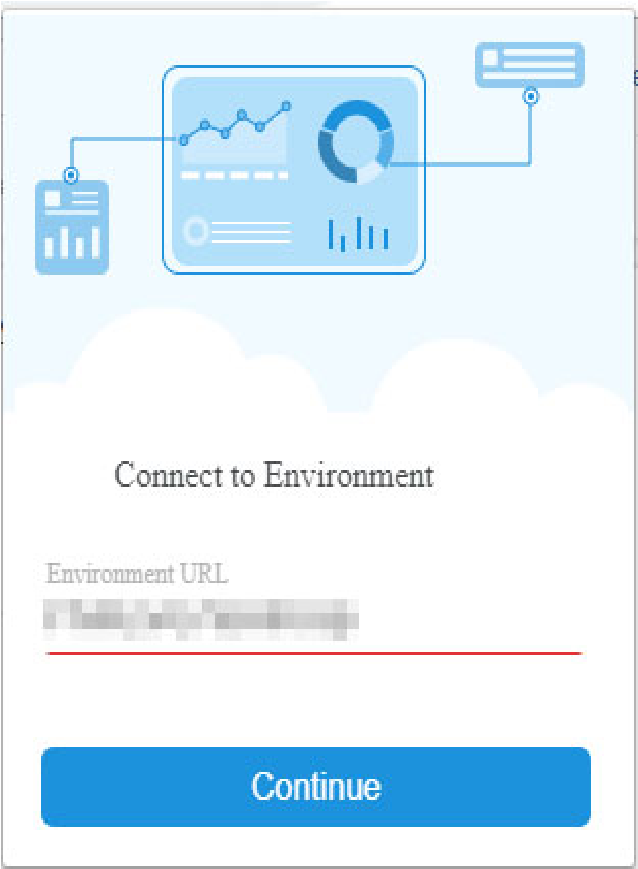 Connect to Environment
Environment URL
Continue